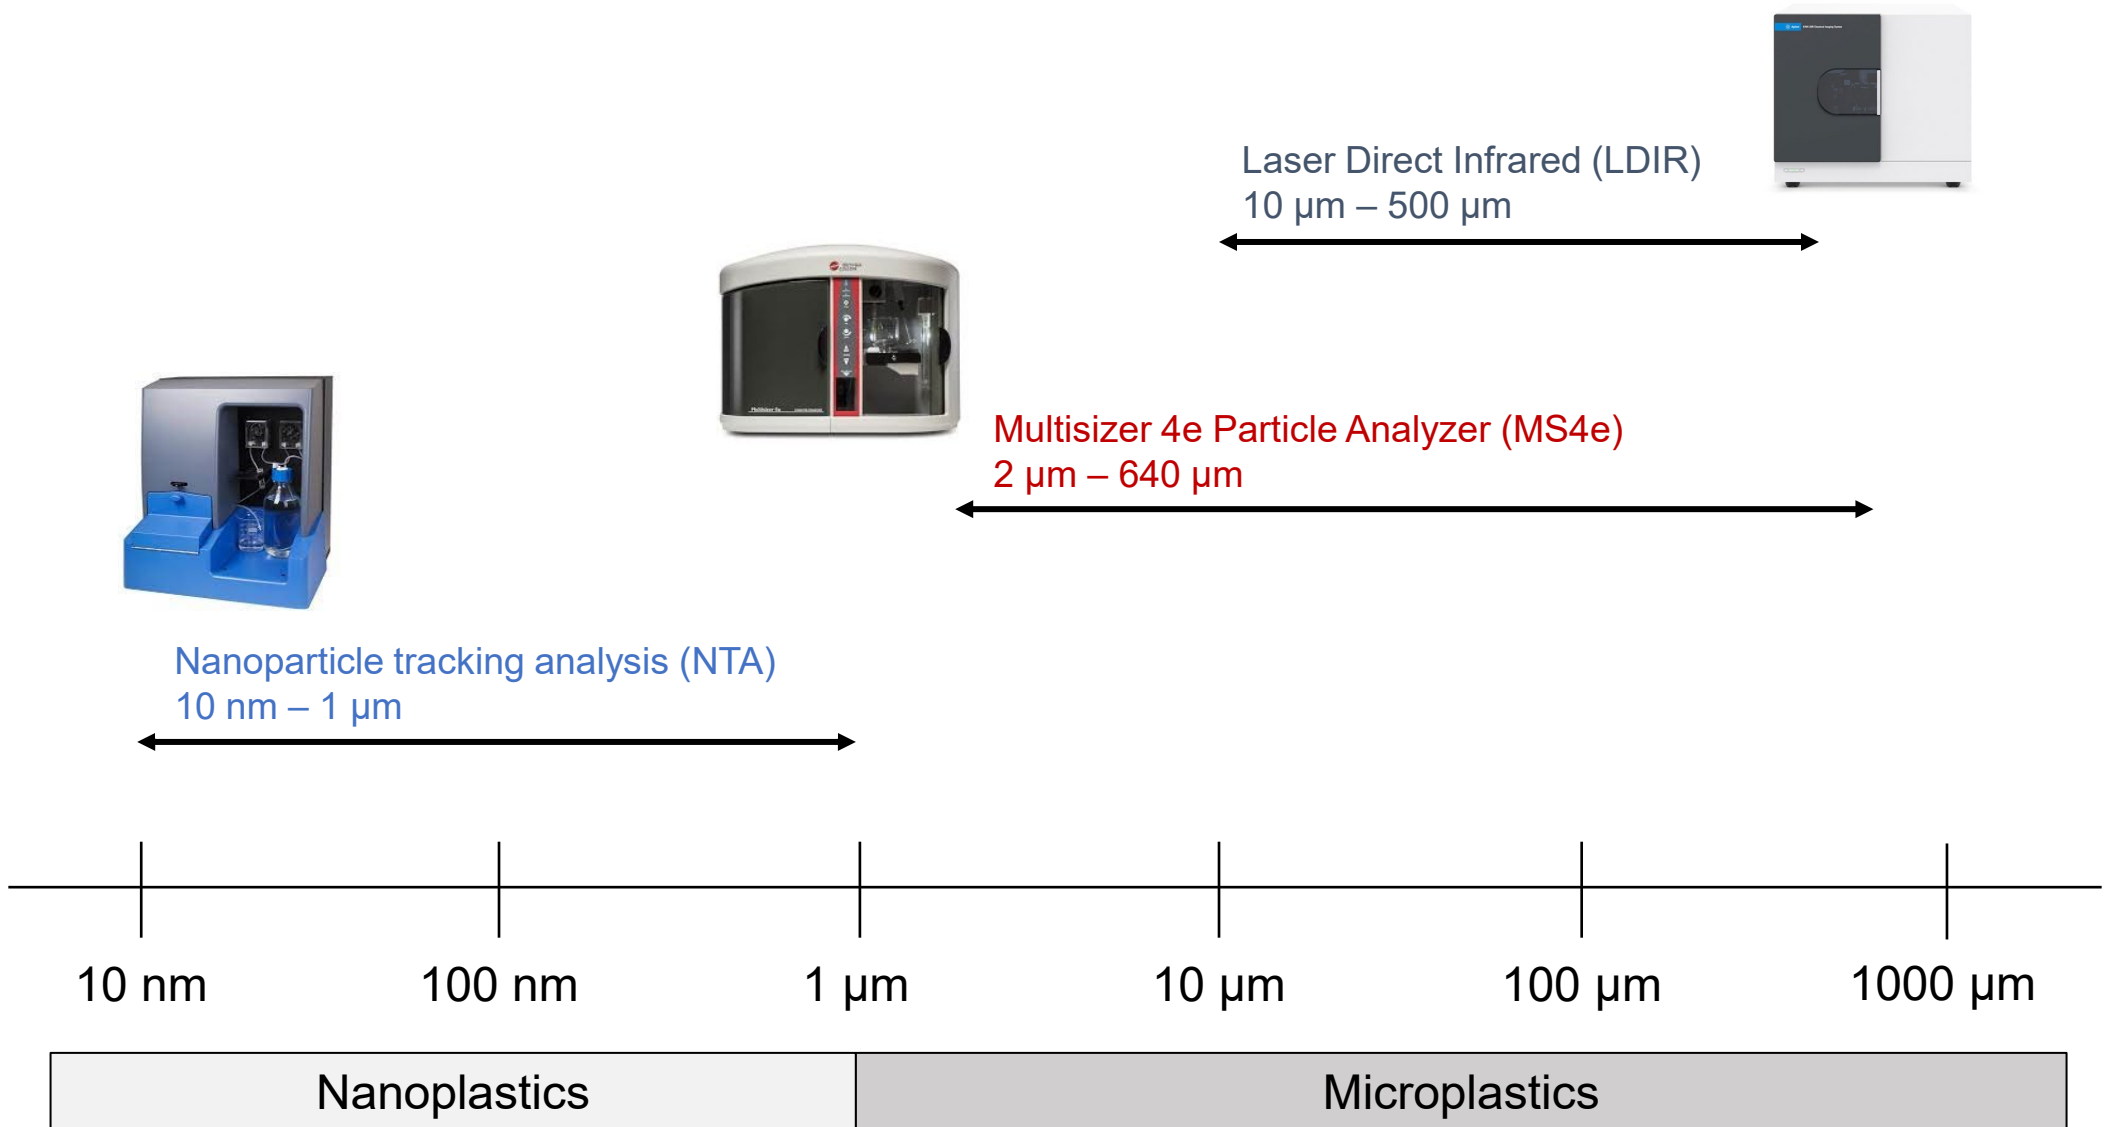 Laser Direct Infrared (LDIR)
10 µm – 500 µm
Multisizer 4e Particle Analyzer (MS4e)
2 µm – 640 µm
Nanoparticle tracking analysis (NTA)
10 nm – 1 µm
10 nm
100 nm
1 µm
10 µm
100 µm
1000 µm
Nanoplastics
Microplastics